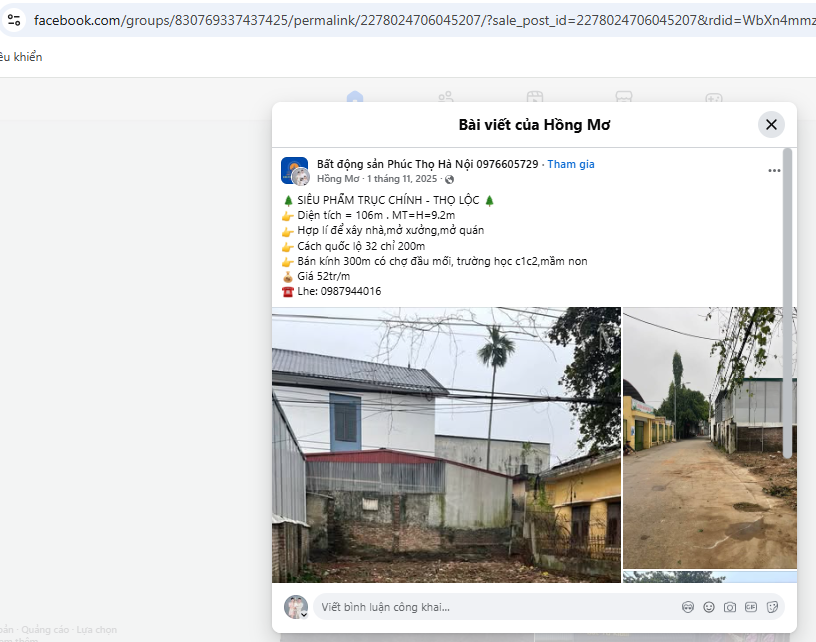 facebook.com/groups/830769337437425/permalink/2278024706045207/?sale_post_id=2278024706045207&rdid=WbXn4mmz
ều khiển
Bài viết của Hồng Mơ
Bất động sản Phúc Thọ Hà Nội 0976605729 · Tham gia
Hồng Mơ · 1 tháng 11, 2025 ·
🌲 SIÊU PHẨM TRỤC CHÍNH - THỌ LỘC 🌲
👉 Diện tích = 106m . MT=H=9.2m
👉 Hợp lí để xây nhà,mở xưởng,mở quán
👉 Cách quốc lộ 32 chỉ 200m
👉 Bán kính 300m có chợ đầu mối, trường học c1c2,mầm non
💰 Giá 52tr/m
☎️ Lhe: 0987944016
Viết bình luận công khai...
· Quảng cáo · Lựa chọn